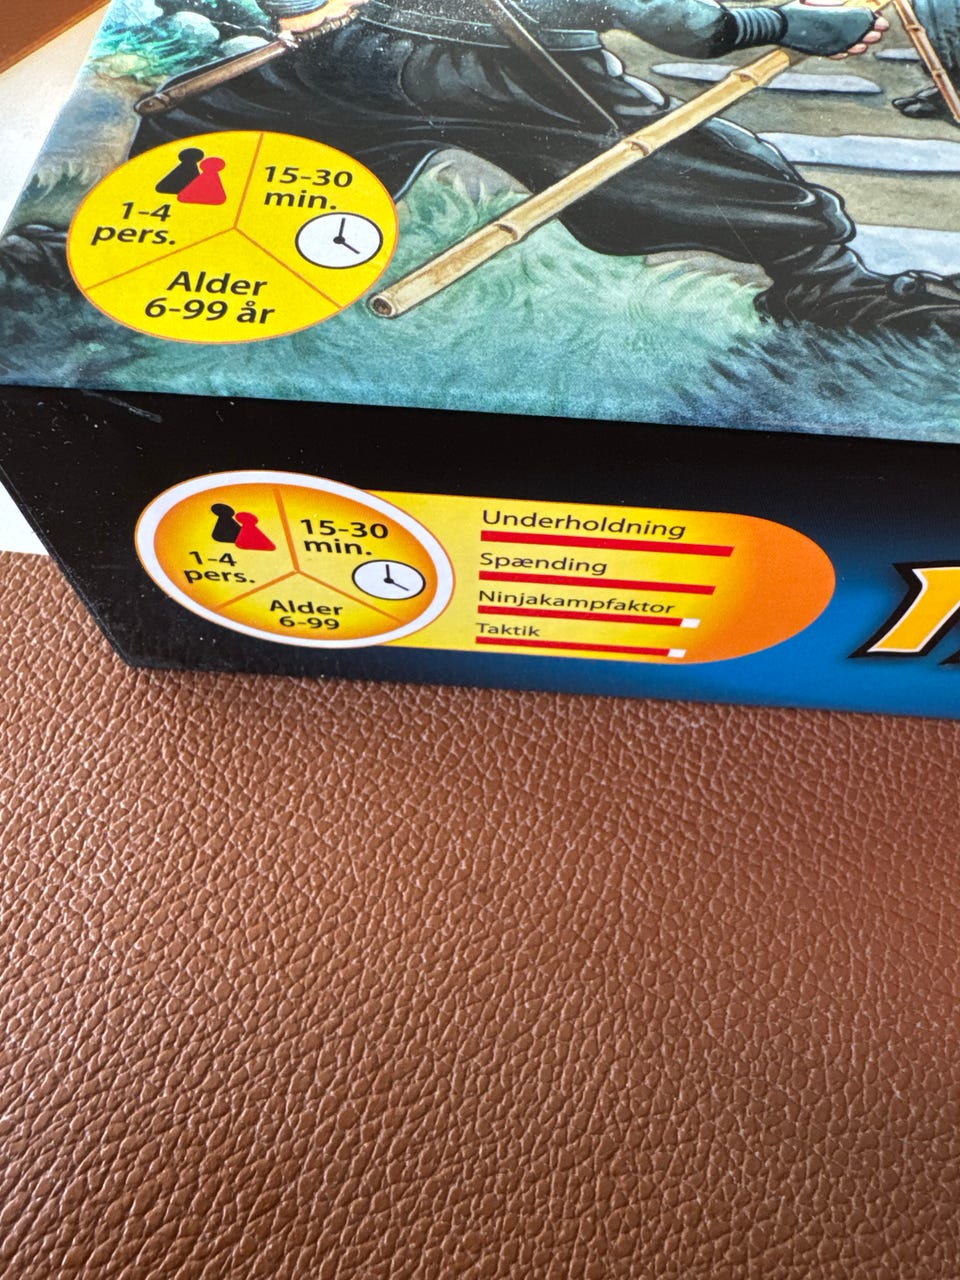 1-4
pers.
15-30
min.
Alder
6-99 år
1-4
pers.
15-30
min.
Alder
6-99
Underholdning
Spænding
Ninjakampfaktor
Taktik